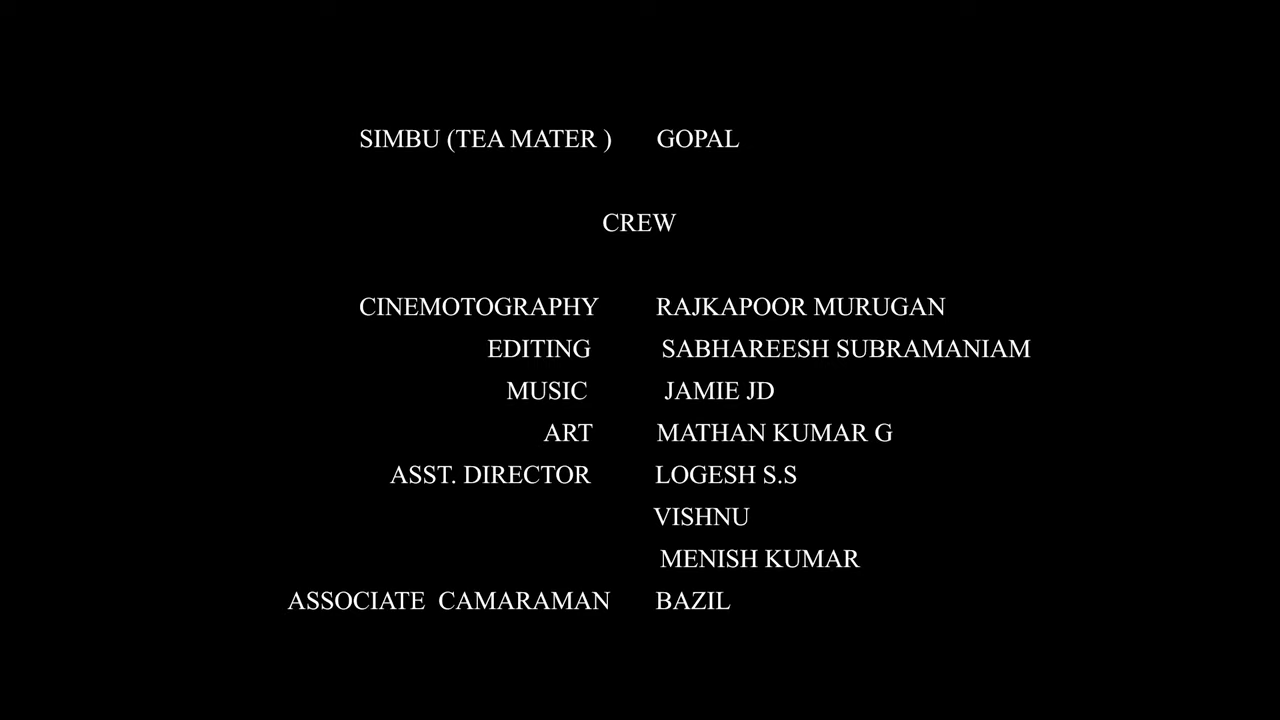 SIMBU (TEA MATER ) GOPAL
CREW
CINEMOTOGRAPHY RAJKAPOOR MURUGAN
EDITING SABHAREESH SUBRAMANIAM
MUSIC JAMIE JD
ART MATHAN KUMAR G
ASST. DIRECTOR LOGESH S.S
VISHNU
MENISH KUMAR
ASSOCIATE CAMARAMAN BAZIL